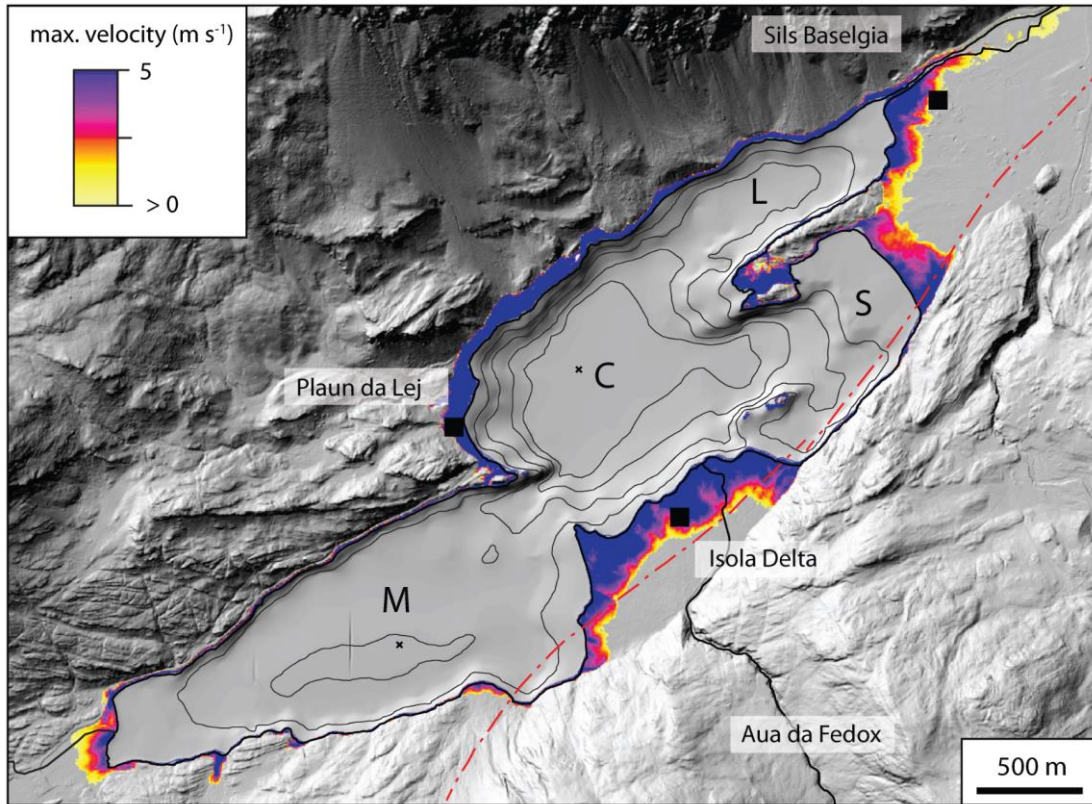 max. velocity (m s⁻¹)
5
> 0
Sils Baselgia
L
S
C
Plaun da Lej
Isola Delta
M
Aua da Fedox
500 m